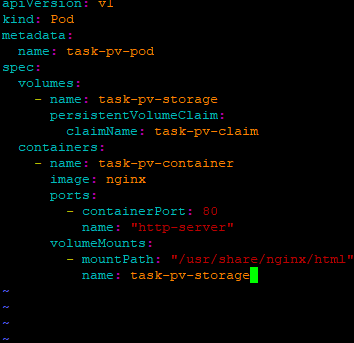 apiVersion: v1
kind: Pod
metadata:
  name: task-pv-pod
spec:
  volumes:
    - name: task-pv-storage
      persistentVolumeClaim:
        claimName: task-pv-claim
  containers:
    - name: task-pv-container
      image: nginx
      ports:
        - containerPort: 80
          name: "http-server"
      volumeMounts:
        - mountPath: "/usr/share/nginx/html"
          name: task-pv-storage
~
~
~
~